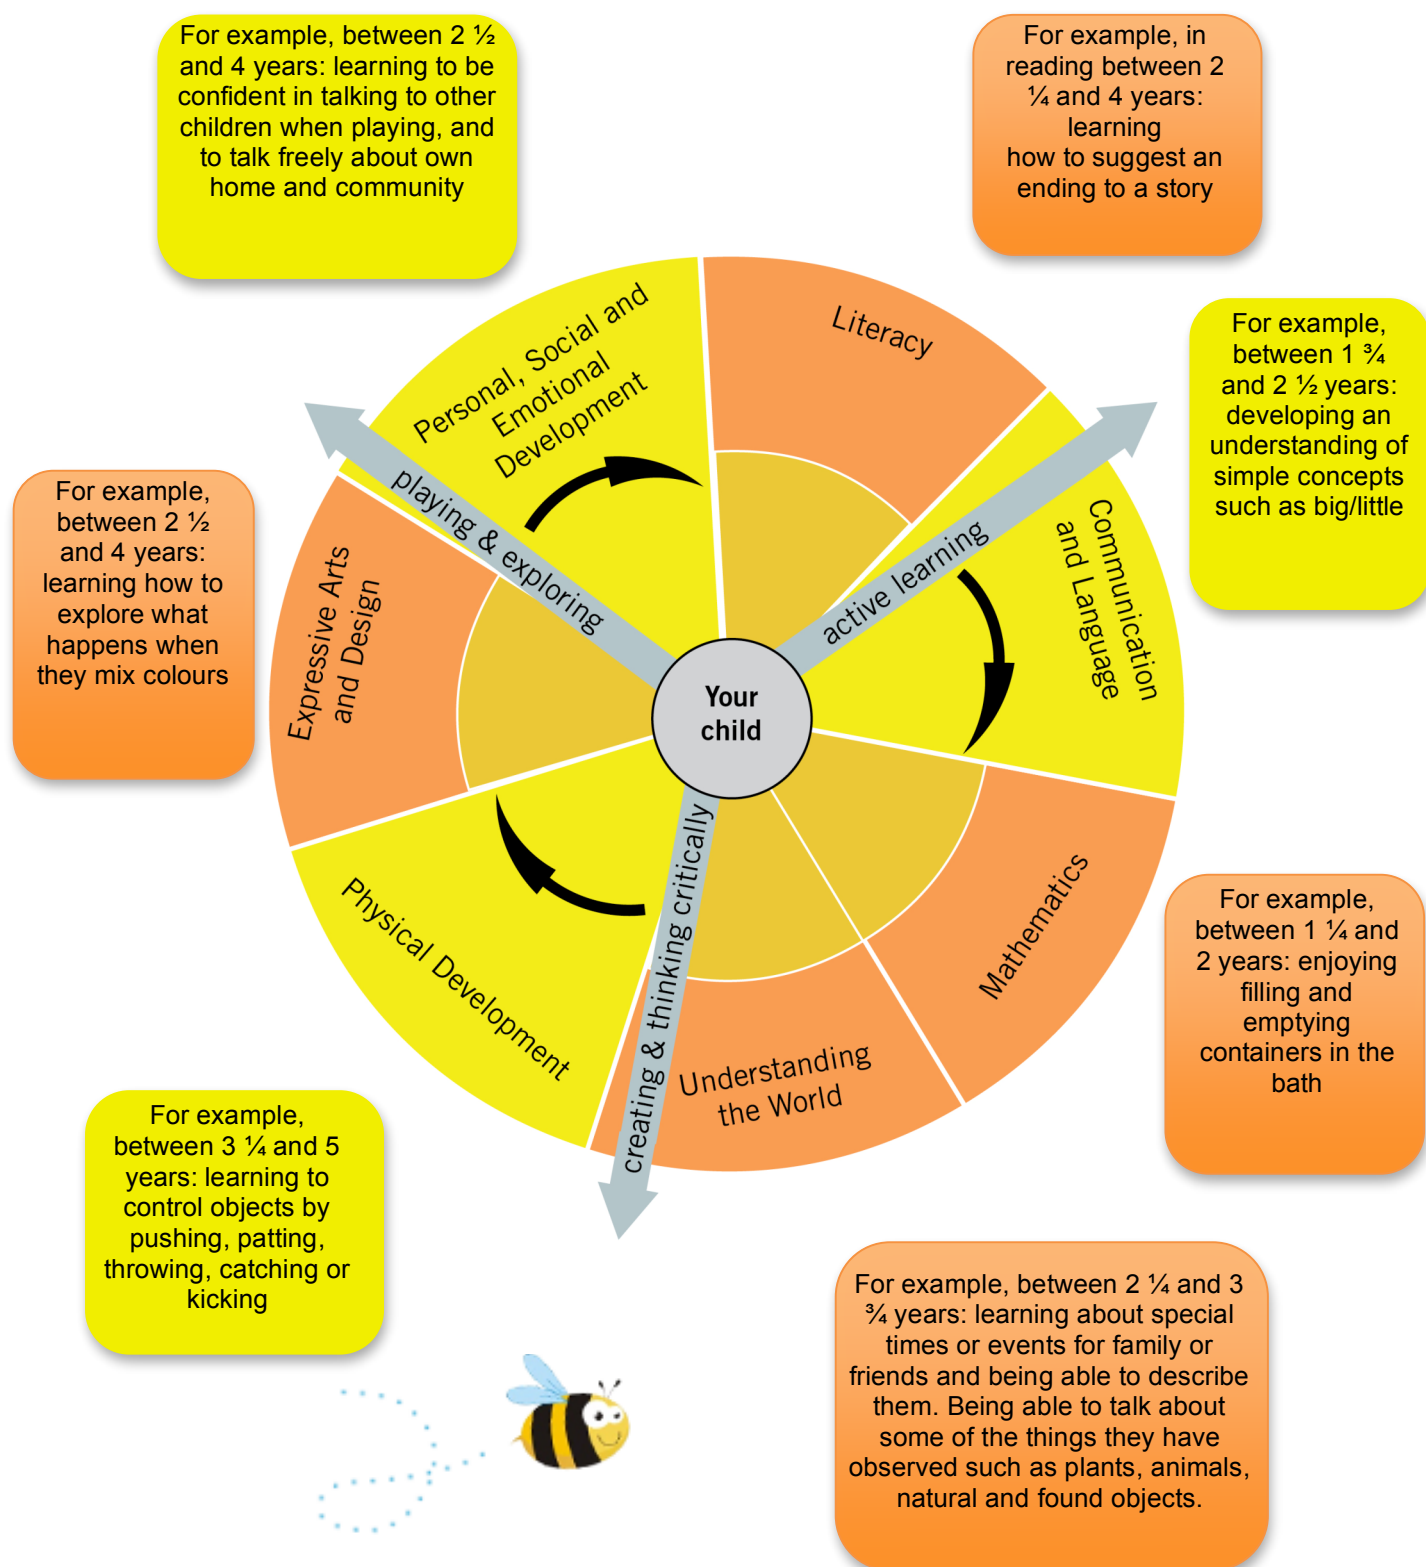 For example, between 2 ½
and 4 years: learning to be
confident in talking to other
children when playing, and
to talk freely about own
home and community
For example, in
reading between 2
¼ and 4 years:
learning
how to suggest an
ending to a story
For example,
between 1 ¾
and 2 ½ years:
developing an
understanding of
simple concepts
such as big/little
For example,
between 2 ½
and 4 years:
learning how to
explore what
happens when
they mix colours
Personal, Social and
Emotional
Development
Literacy
Communication
and Language
Expressive Arts
and Design
playing & exploring
active learning
Your
child
creating & thinking critically
Physical Development
Understanding
the World
Mathematics
For example,
between 1 ¼ and
2 years: enjoying
filling and
emptying
containers in the
bath
For example,
between 3 ¼ and 5
years: learning to
control objects by
pushing, patting,
throwing, catching or
kicking
For example, between 2 ¼ and 3
¾ years: learning about special
times or events for family or
friends and being able to describe
them. Being able to talk about
some of the things they have
observed such as plants, animals,
natural and found objects.